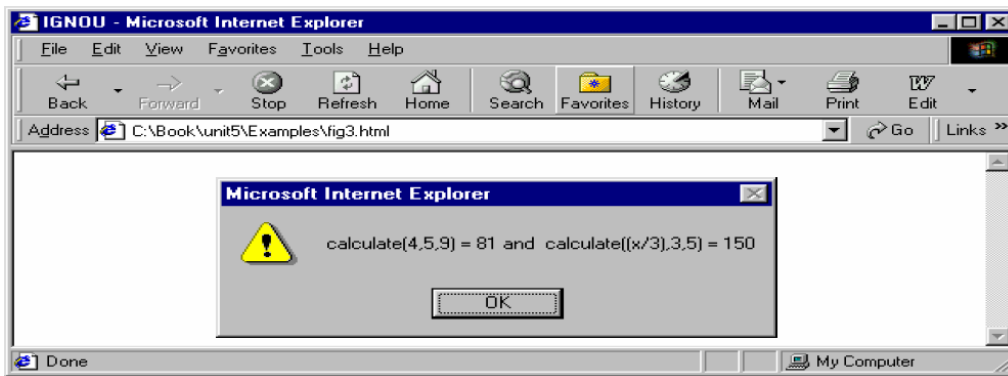 IGNOU - Microsoft Internet Explorer
File Edit View Favorites Tools Help
Back Forward Stop Refresh Home Search Favorites History Mail Print Edit
Address C:\Book\unit5\Examples\fig3.html Go Links »
Microsoft Internet Explorer
calculate(4,5,9) = 81 and calculate((x/3),3,5) = 150
OK
Done My Computer